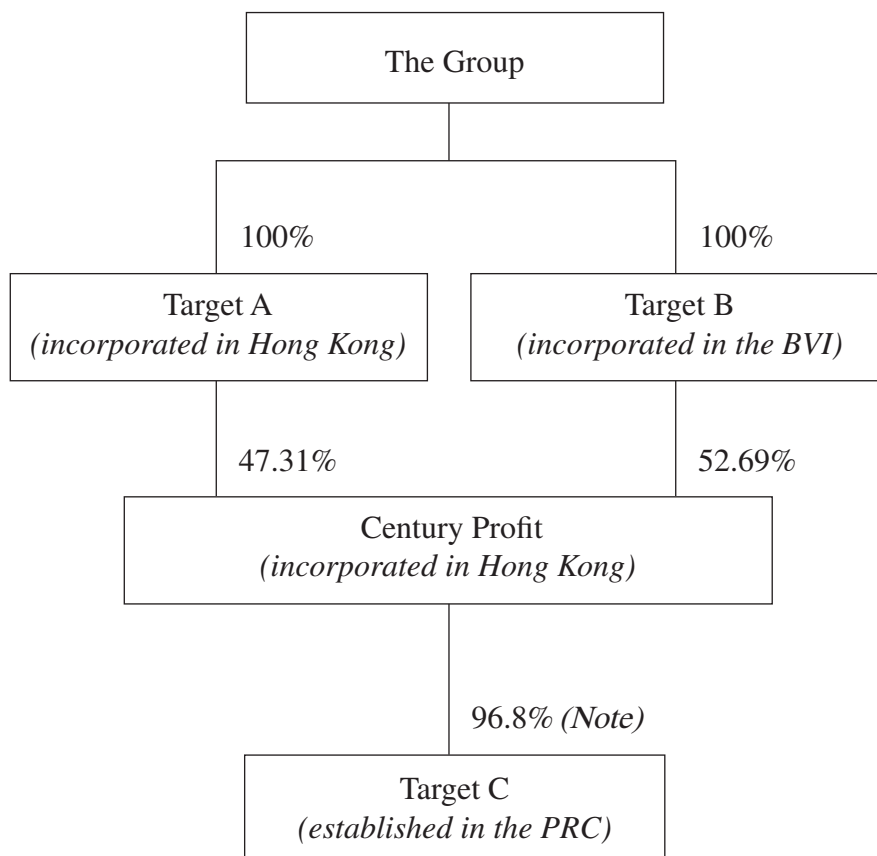 The Group
100%
100%
Target A
(incorporated in Hong Kong)
Target B
(incorporated in the BVI)
47.31%
52.69%
Century Profit
(incorporated in Hong Kong)
96.8% (Note)
Target C
(established in the PRC)